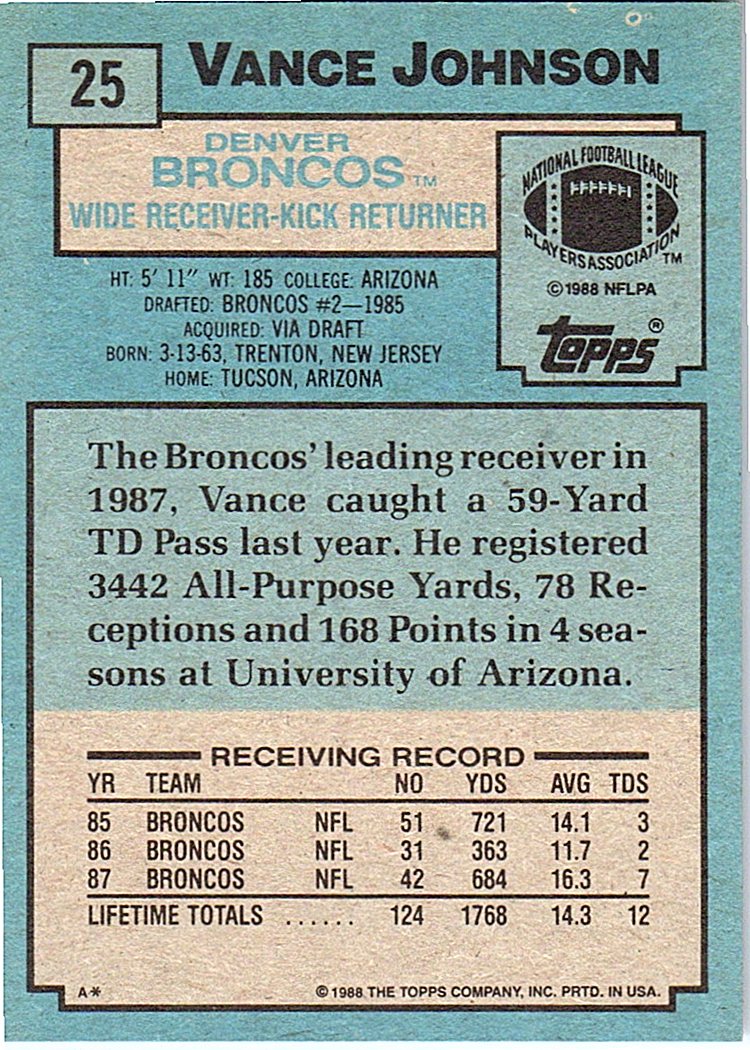 25 VANCE JOHNSON
DENVER
BRONCOS™
WIDE RECEIVER-KICK RETURNER
NATIONAL FOOTBALL LEAGUE
PLAYERS ASSOCIATION™
©1988 NFLPA
topps®
HT: 5' 11" WT: 185 COLLEGE: ARIZONA
DRAFTED: BRONCOS #2—1985
ACQUIRED: VIA DRAFT
BORN: 3-13-63, TRENTON, NEW JERSEY
HOME: TUCSON, ARIZONA
The Broncos' leading receiver in
1987, Vance caught a 59-Yard
TD Pass last year. He registered
3442 All-Purpose Yards, 78 Re-
ceptions and 168 Points in 4 sea-
sons at University of Arizona.
RECEIVING RECORD
YR TEAM NO YDS AVG TDS
85 BRONCOS NFL 51 721 14.1 3
86 BRONCOS NFL 31 363 11.7 2
87 BRONCOS NFL 42 684 16.3 7
LIFETIME TOTALS ...... 124 1768 14.3 12
A* ©1988 THE TOPPS COMPANY, INC. PRTD. IN USA.